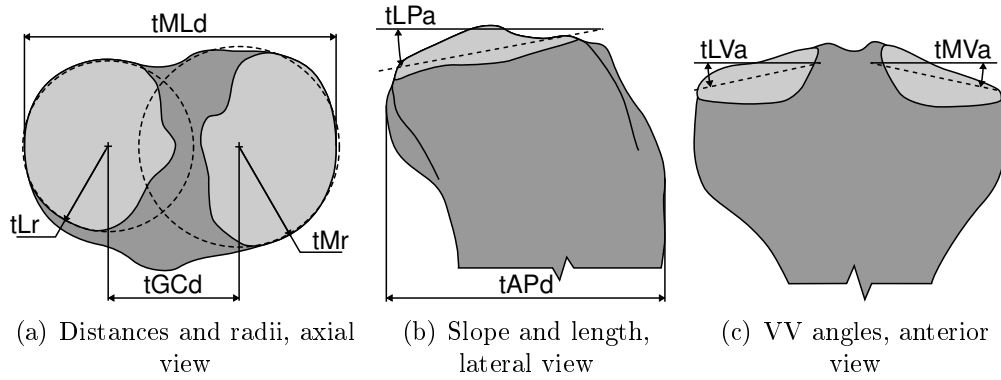 tMLd
tLr
tMr
tGCd
(a) Distances and radii, axial
view
tLPa
tAPd
(b) Slope and length,
lateral view
tLVa
tMVa
(c) VV angles, anterior
view